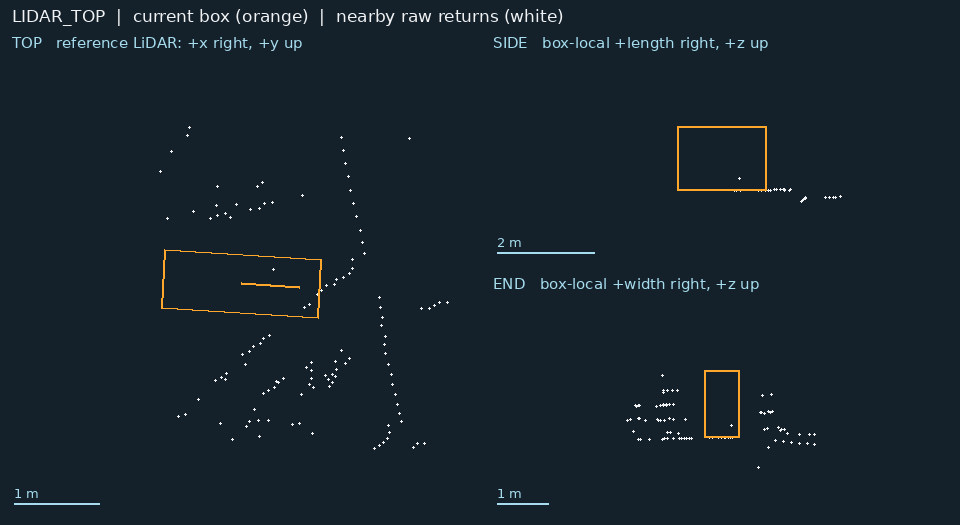 LIDAR_TOP | current box (orange) | nearby raw returns (white)
TOP reference LiDAR: +x right, +y up
SIDE box-local +length right, +z up
2 m
END box-local +width right, +z up
1 m
1 m